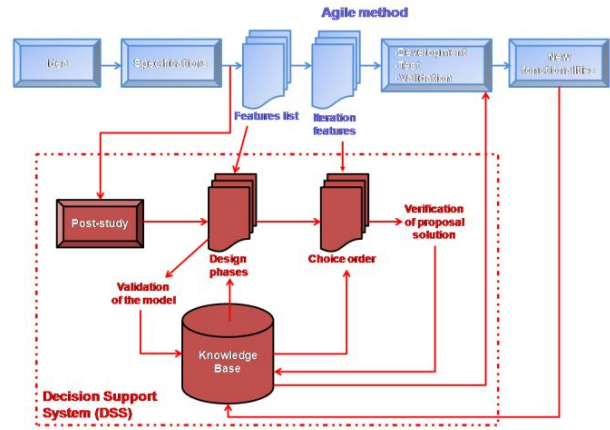 Agile method
Idea
Specifications
Development
-Test
-Validation
New
fonctionalities
Features list
Iteration
features
Post-study
Design
phases
Choice order
Verification
of proposal
solution
Validation
of the model
Knowledge
Base
Decision Support
System (DSS)